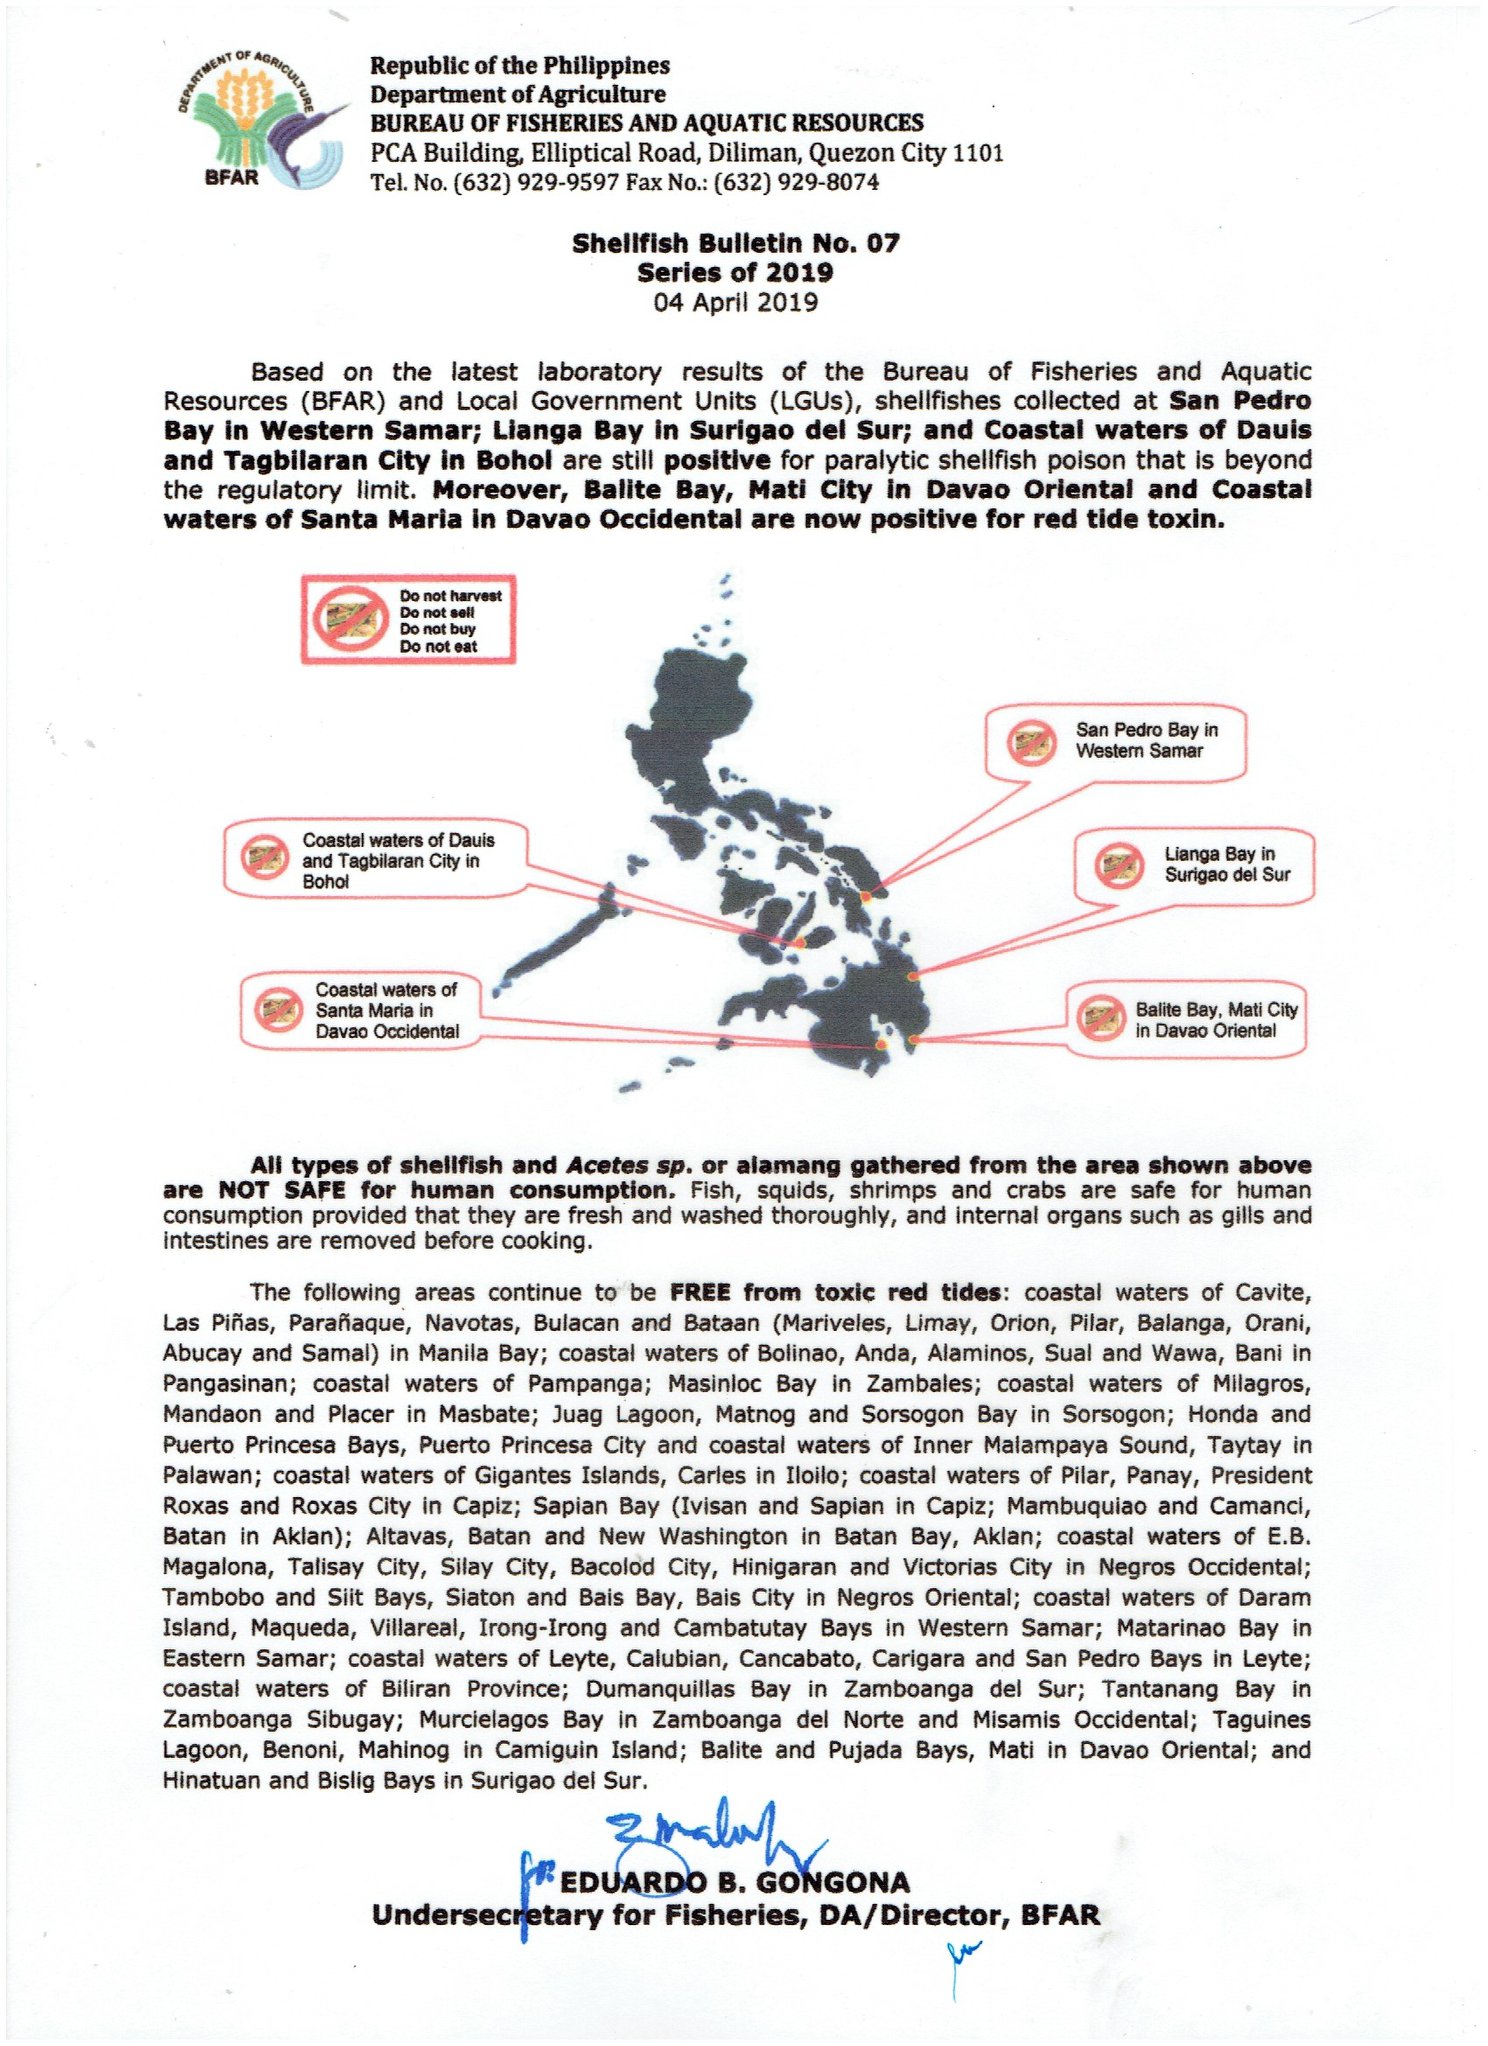 DEPARTMENT OF AGRICULTURE
BFAR
Republic of the Philippines
Department of Agriculture
BUREAU OF FISHERIES AND AQUATIC RESOURCES
PCA Building, Elliptical Road, Diliman, Quezon City 1101
Tel. No. (632) 929-9597 Fax No.: (632) 929-8074
Shellfish Bulletin No. 07
Series of 2019
04 April 2019
Based on the latest laboratory results of the Bureau of Fisheries and Aquatic
Resources (BFAR) and Local Government Units (LGUs), shellfishes collected at San Pedro
Bay in Western Samar; Lianga Bay in Surigao del Sur; and Coastal waters of Dauis
and Tagbilaran City in Bohol are still positive for paralytic shellfish poison that is beyond
the regulatory limit. Moreover, Balite Bay, Mati City in Davao Oriental and Coastal
waters of Santa Maria in Davao Occidental are now positive for red tide toxin.
Do not harvest
Do not sell
Do not buy
Do not eat
San Pedro Bay in
Western Samar
Coastal waters of Dauis
and Tagbilaran City in
Bohol
Lianga Bay in
Surigao del Sur
Coastal waters of
Santa Maria in
Davao Occidental
Balite Bay, Mati City
in Davao Oriental
All types of shellfish and Acetes sp. or alamang gathered from the area shown above
are NOT SAFE for human consumption. Fish, squids, shrimps and crabs are safe for human
consumption provided that they are fresh and washed thoroughly, and internal organs such as gills and
intestines are removed before cooking.
The following areas continue to be FREE from toxic red tides: coastal waters of Cavite,
Las Piñas, Parañaque, Navotas, Bulacan and Bataan (Mariveles, Limay, Orion, Pilar, Balanga, Orani,
Abucay and Samal) in Manila Bay; coastal waters of Bolinao, Anda, Alaminos, Sual and Wawa, Bani in
Pangasinan; coastal waters of Pampanga; Masinloc Bay in Zambales; coastal waters of Milagros,
Mandaon and Placer in Masbate; Juag Lagoon, Matnog and Sorsogon Bay in Sorsogon; Honda and
Puerto Princesa Bays, Puerto Princesa City and coastal waters of Inner Malampaya Sound, Taytay in
Palawan; coastal waters of Gigantes Islands, Carles in Iloilo; coastal waters of Pilar, Panay, President
Roxas and Roxas City in Capiz; Sapian Bay (Ivisan and Sapian in Capiz; Mambuquiao and Camanci,
Batan in Aklan); Altavas, Batan and New Washington in Batan Bay, Aklan; coastal waters of E.B.
Magalona, Talisay City, Silay City, Bacolod City, Hinigaran and Victorias City in Negros Occidental;
Tambobo and Siit Bays, Siaton and Bais Bay, Bais City in Negros Oriental; coastal waters of Daram
Island, Maqueda, Villareal, Irong-Irong and Cambatutay Bays in Western Samar; Matarinao Bay in
Eastern Samar; coastal waters of Leyte, Calubian, Cancabato, Carigara and San Pedro Bays in Leyte;
coastal waters of Biliran Province; Dumanquillas Bay in Zamboanga del Sur; Tantanang Bay in
Zamboanga Sibugay; Murcielagos Bay in Zamboanga del Norte and Misamis Occidental; Taguines
Lagoon, Benoni, Mahinog in Camiguin Island; Balite and Pujada Bays, Mati in Davao Oriental; and
Hinatuan and Bislig Bays in Surigao del Sur.
EDUARDO B. GONGONA
Undersecretary for Fisheries, DA/Director, BFAR